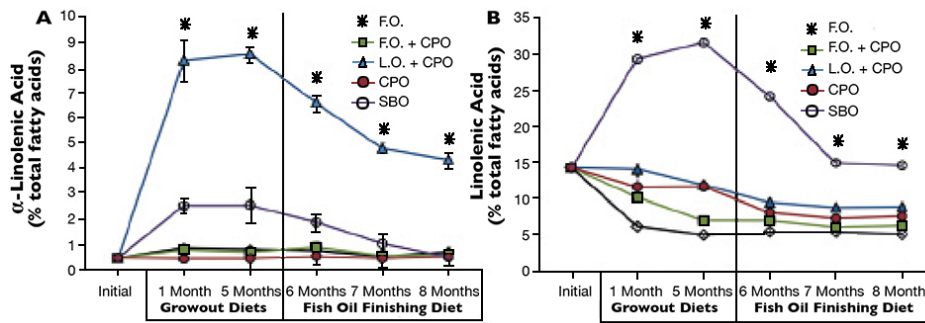 A
10
9
8
7
6
5
4
3
2
1
0
α-Linolenic Acid
(% total fatty acids)
F.O.
F.O. + CPO
L.O. + CPO
CPO
SBO
Initial
1 Month
5 Months
6 Months
7 Months
8 Months
Growout Diets
Fish Oil Finishing Diet
B
35
30
25
20
15
10
5
0
Linolenic Acid
(% total fatty acids)
F.O.
F.O. + CPO
L.O. + CPO
CPO
SBO
Initial
1 Month
5 Months
6 Months
7 Months
8 Months
Growout Diets
Fish Oil Finishing Diet